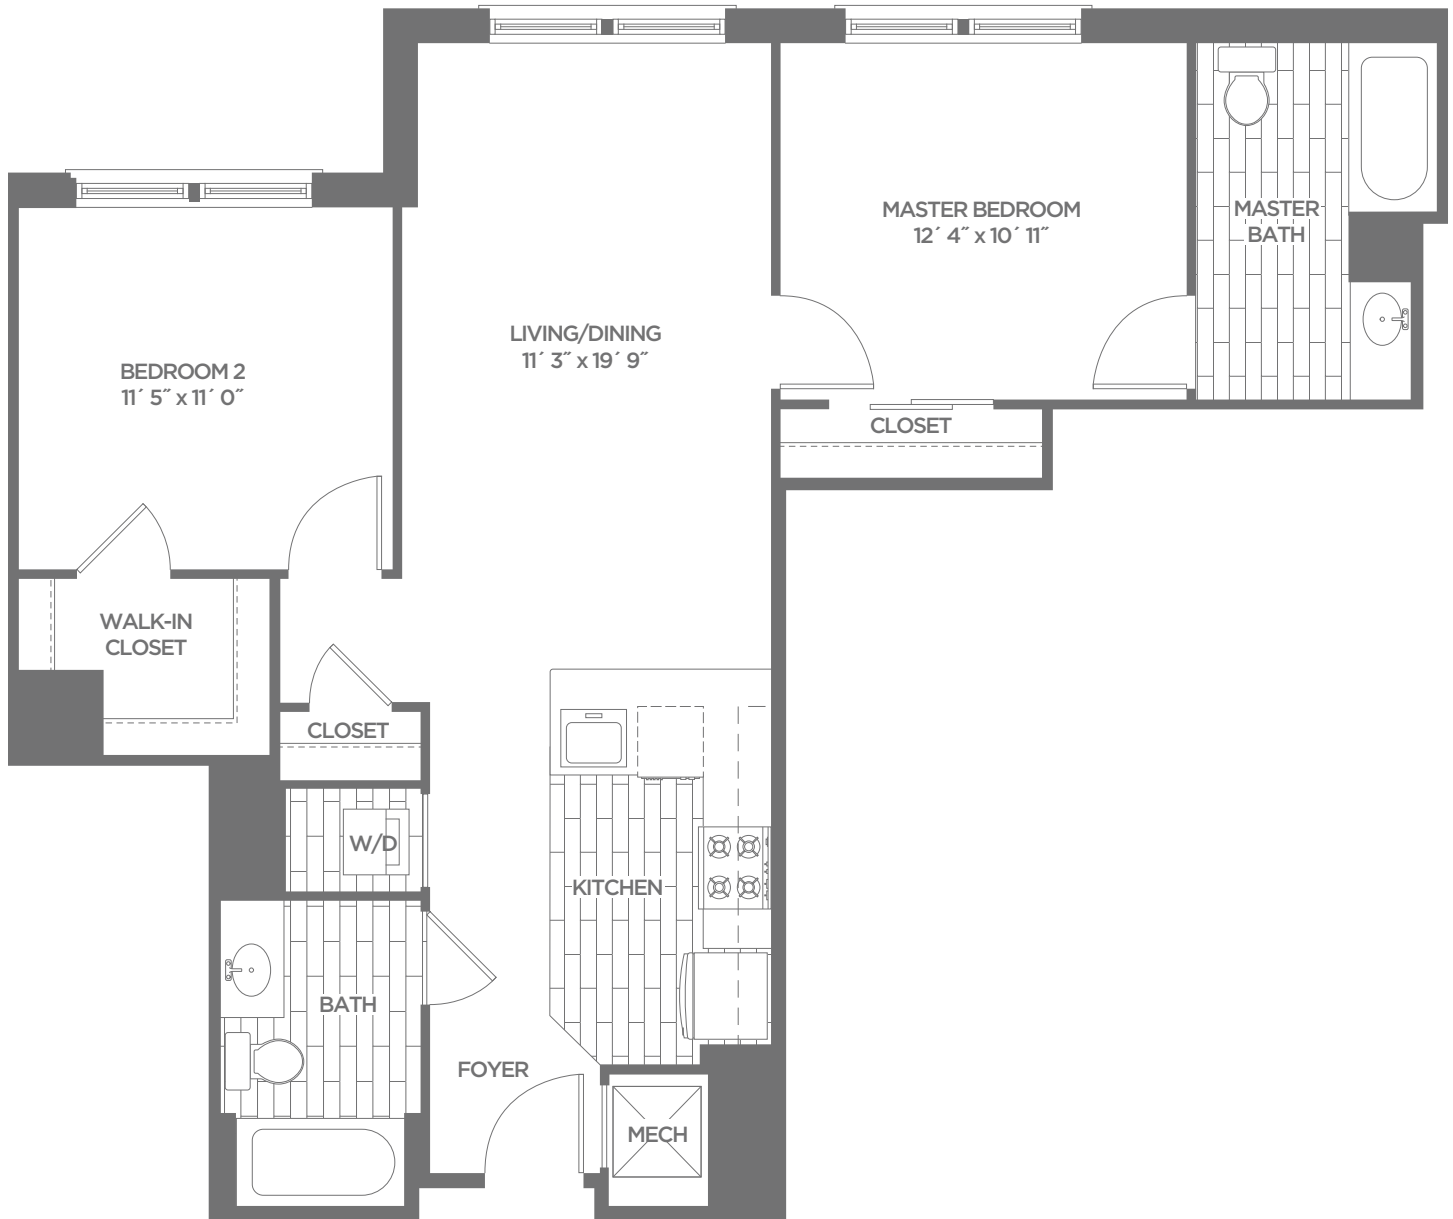 MASTER BEDROOM
12´ 4˝ x 10´ 11˝
MASTER
BATH
LIVING/DINING
11´ 3˝ x 19´ 9˝
BEDROOM 2
11´ 5˝ x 11´ 0˝
CLOSET
WALK-IN
CLOSET
CLOSET
W/D
KITCHEN
BATH
FOYER
MECH